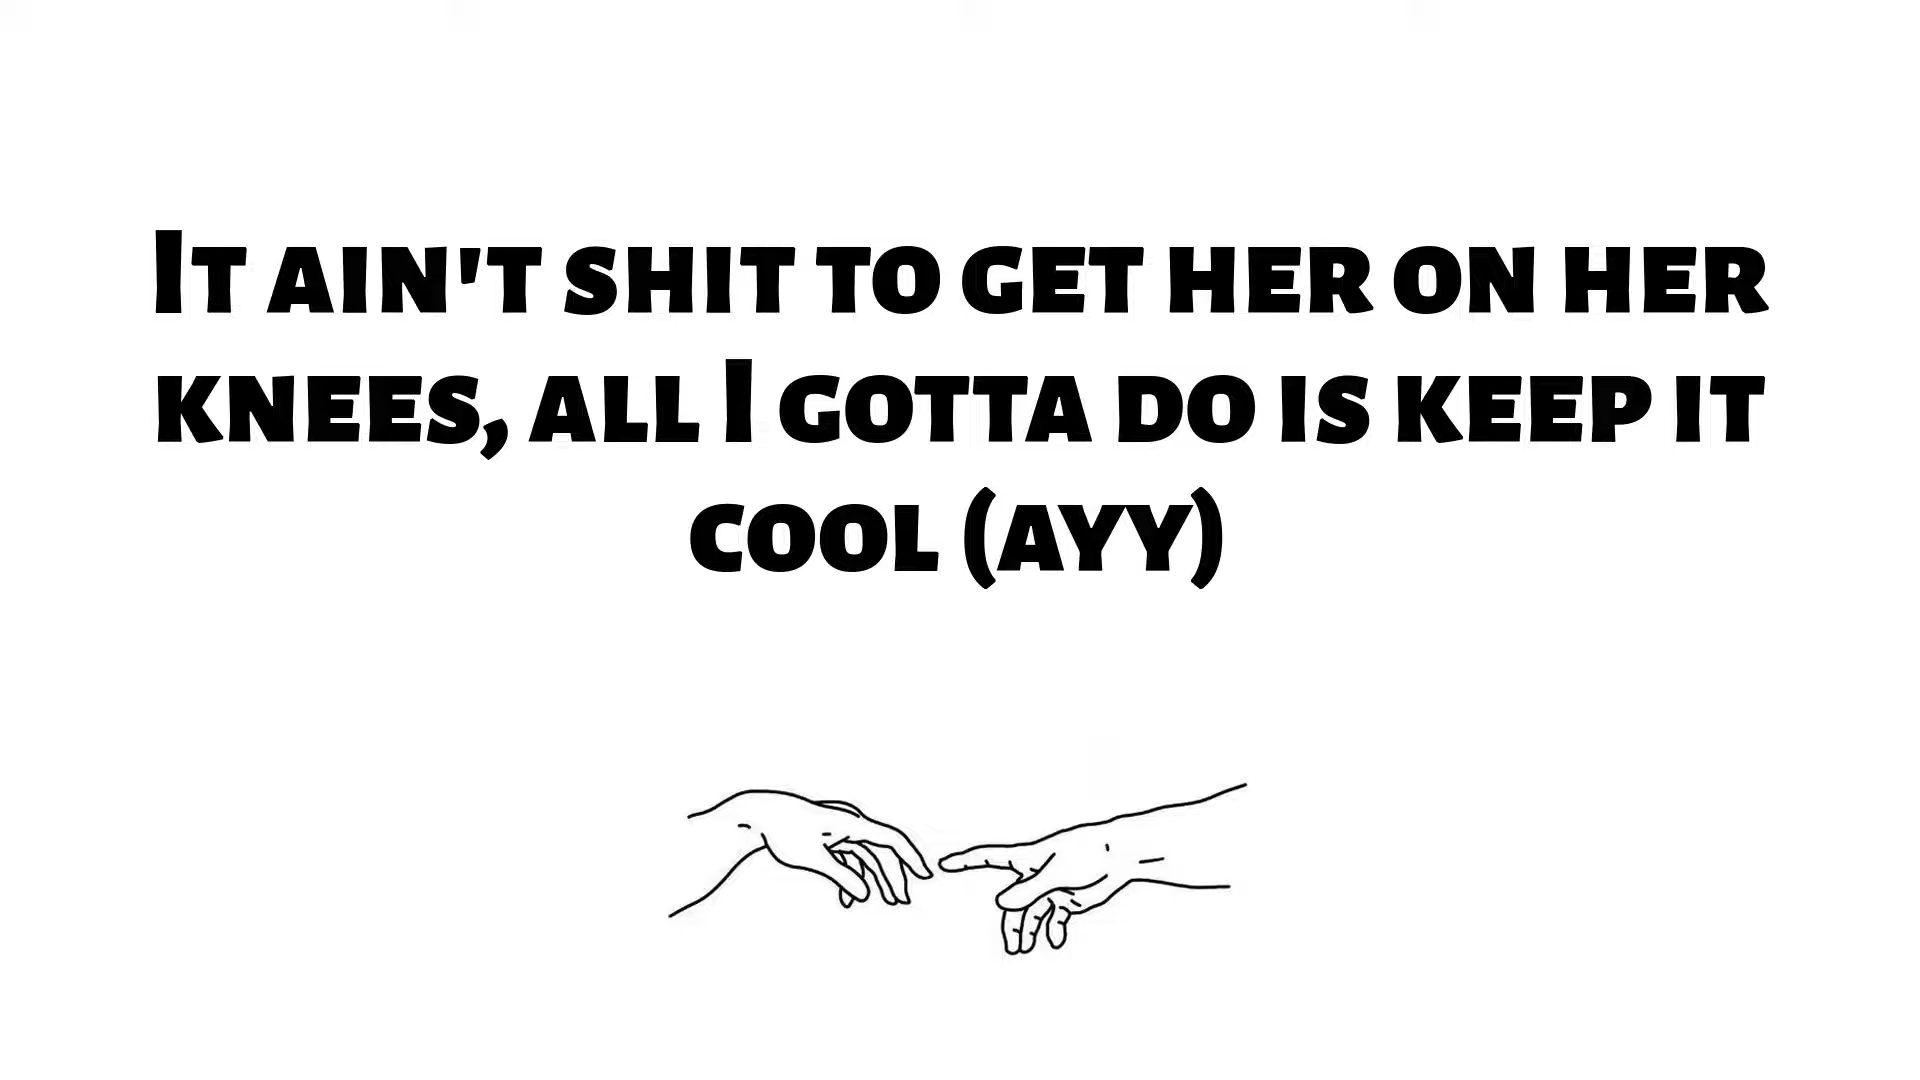 It ain't shit to get her on her
knees, all I gotta do is keep it
cool (ayy)